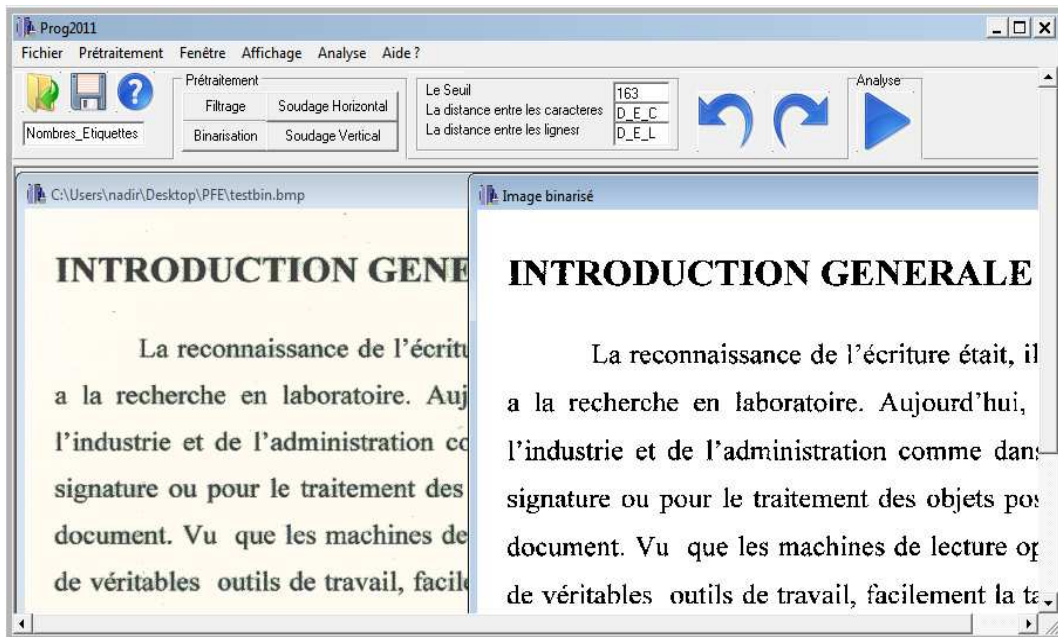 Prog2011
Fichier Prétraitement Fenêtre Affichage Analyse Aide ?
Nombres_Etiquettes
Prétraitement
Filtrage Soudage Horizontal
Binarisation Soudage Vertical
Le Seuil 163
La distance entre les caracteres D_E_C
La distance entre les lignesr D_E_L
Analyse
C:\Users\nadir\Desktop\PFE\testbin.bmp
INTRODUCTION GENE
La reconnaissance de l'écritu
a la recherche en laboratoire. Auj
l'industrie et de l'administration co
signature ou pour le traitement des
document. Vu que les machines de
de véritables outils de travail, facile
Image binarisé
INTRODUCTION GENERALE
La reconnaissance de l'écriture était, il
a la recherche en laboratoire. Aujourd'hui,
l'industrie et de l'administration comme dans
signature ou pour le traitement des objets pos
document. Vu que les machines de lecture op
de véritables outils de travail, facilement la ta